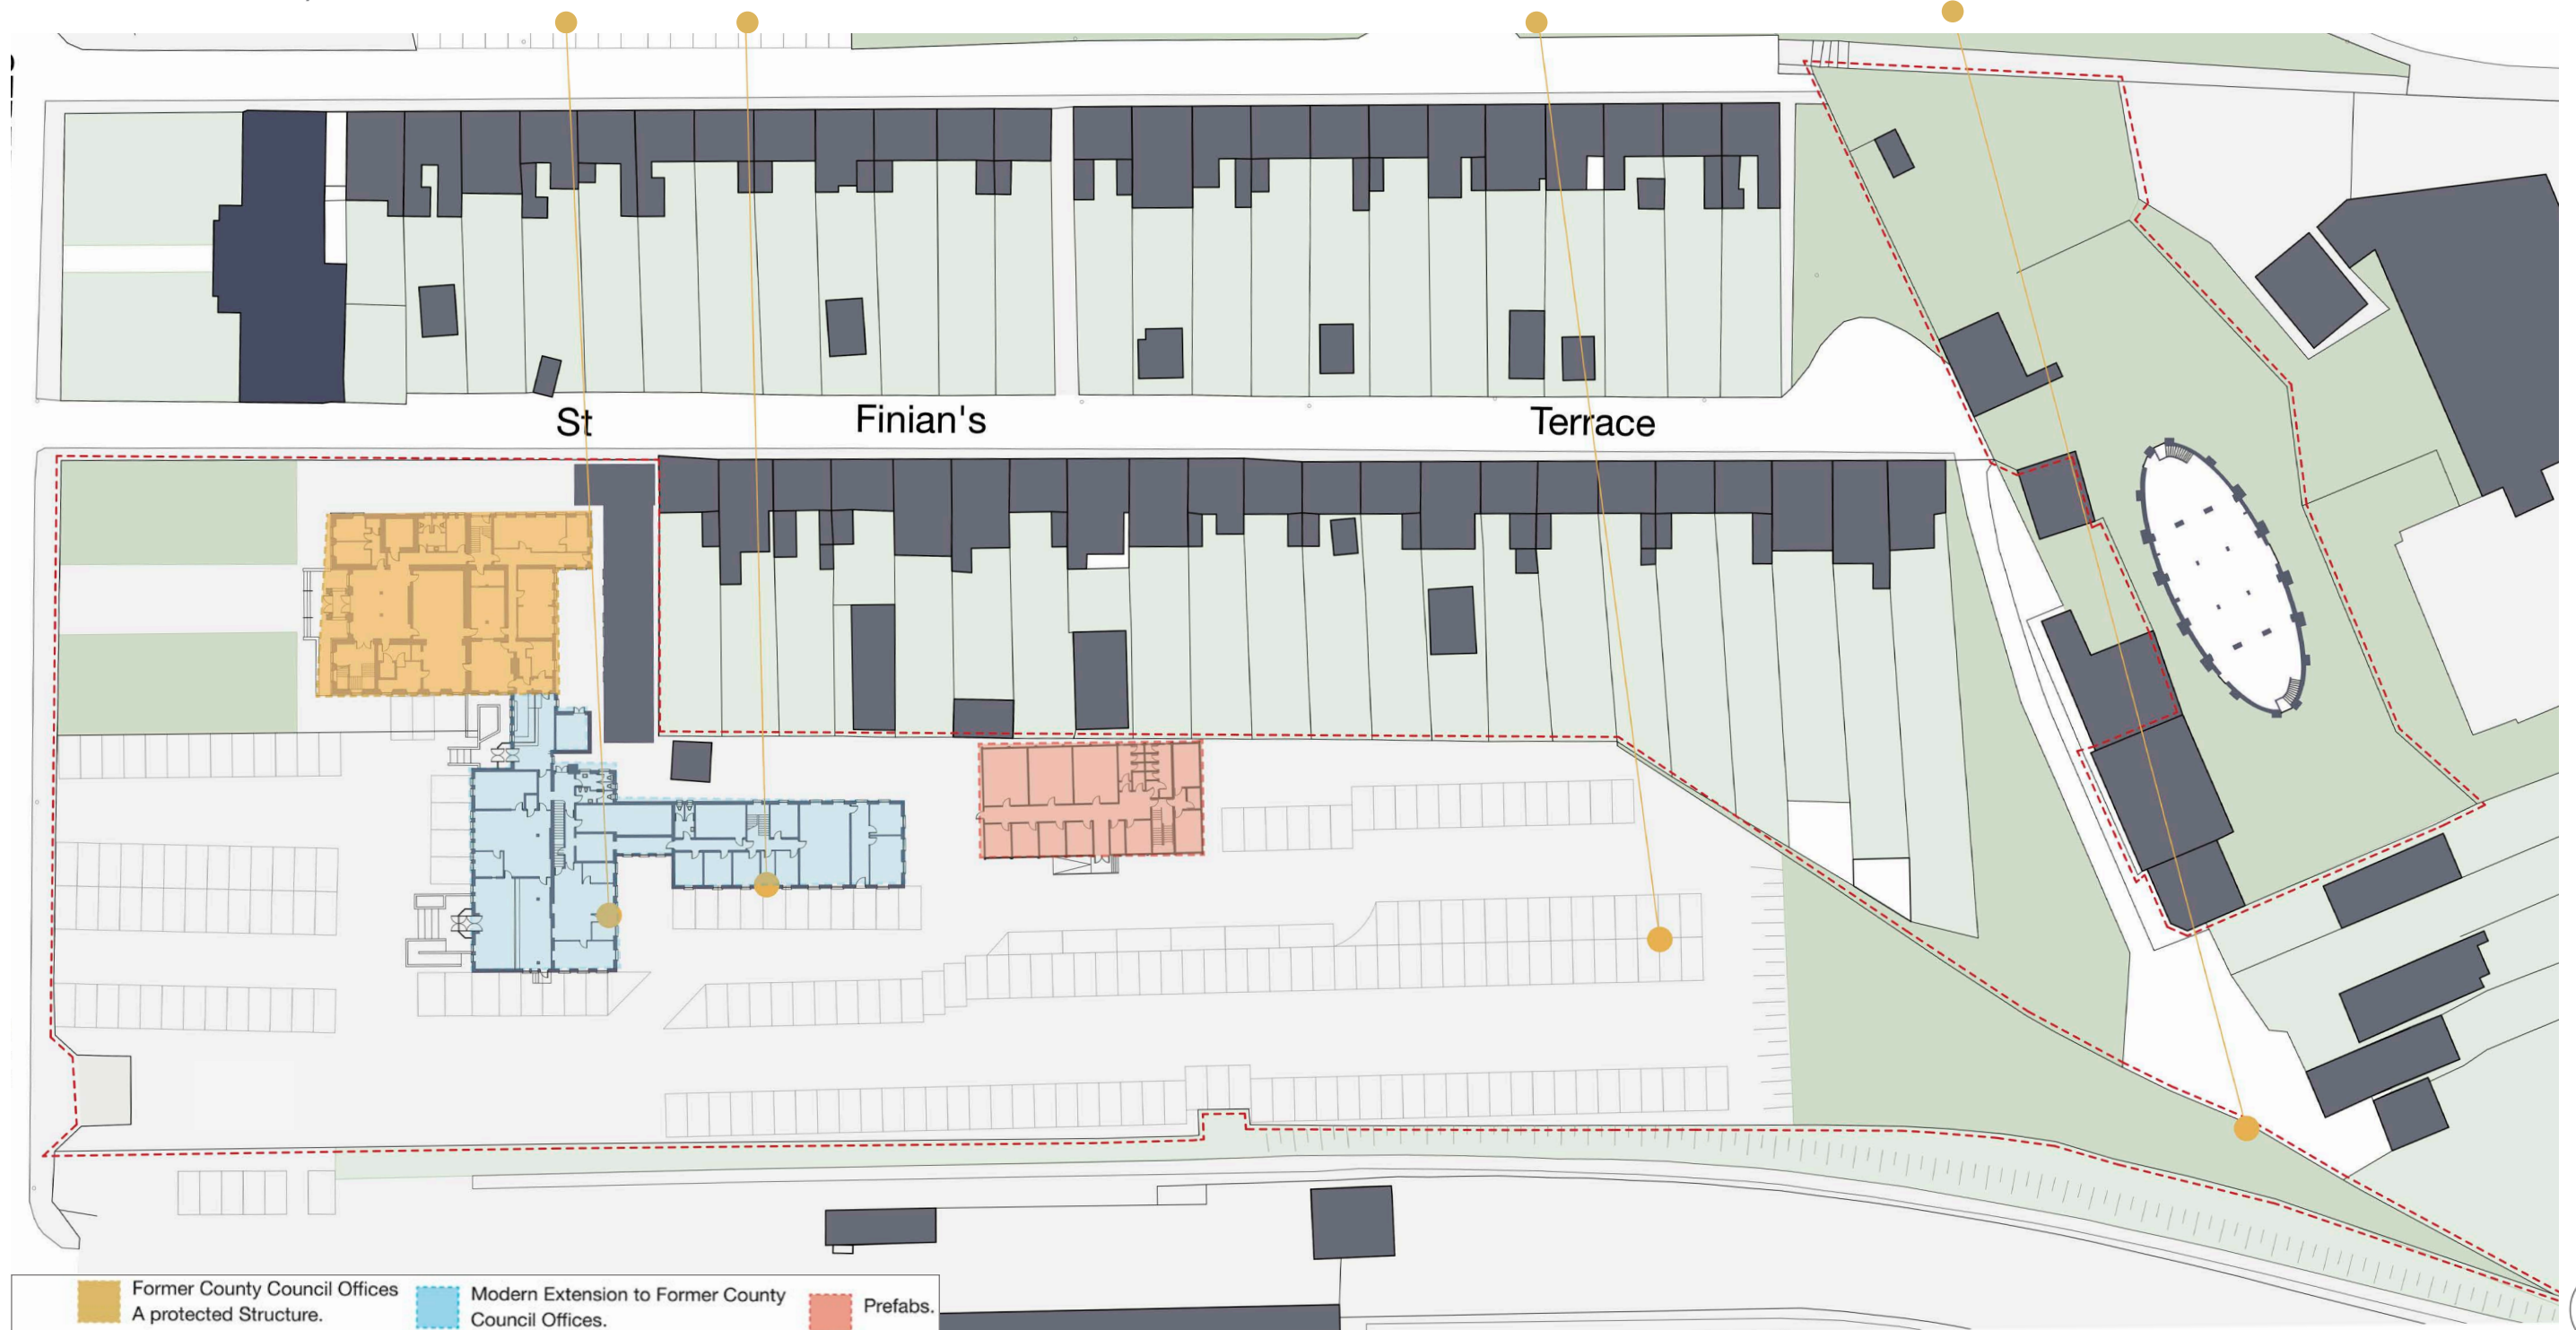 St Finian's Terrace
Former County Council Offices
A protected Structure.
Modern Extension to Former County
Council Offices.
Prefabs.